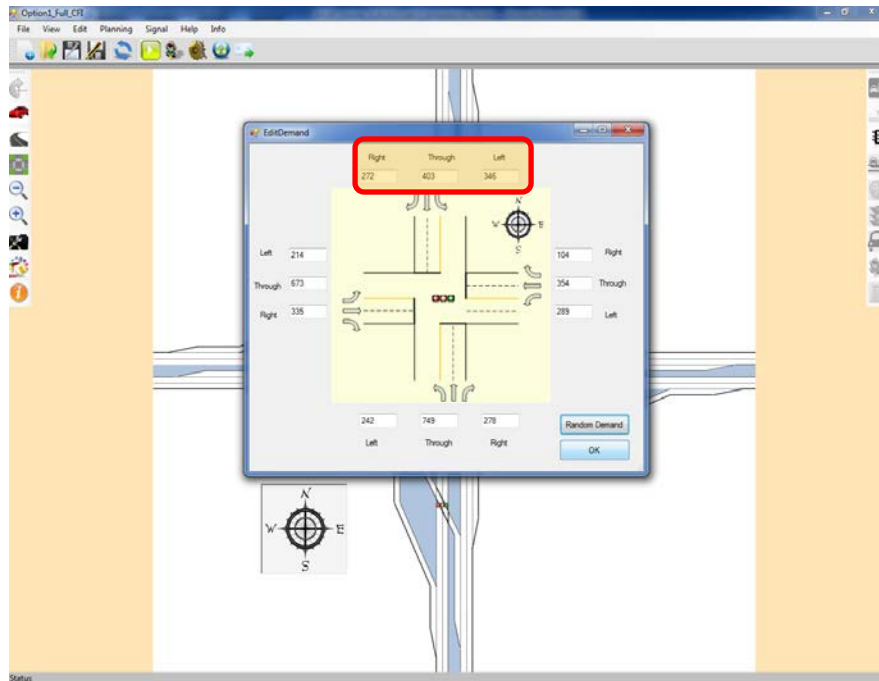 Option1_Full_CFI
File View Edit Planning Signal Help Info
EditDemand
Right Through Left
272 403 346
N
W E
S
Left 214 104 Right
Through 673 354 Through
Right 335 289 Left
242 749 278
Left Through Right
Random Demand
OK
N
W E
S
Status